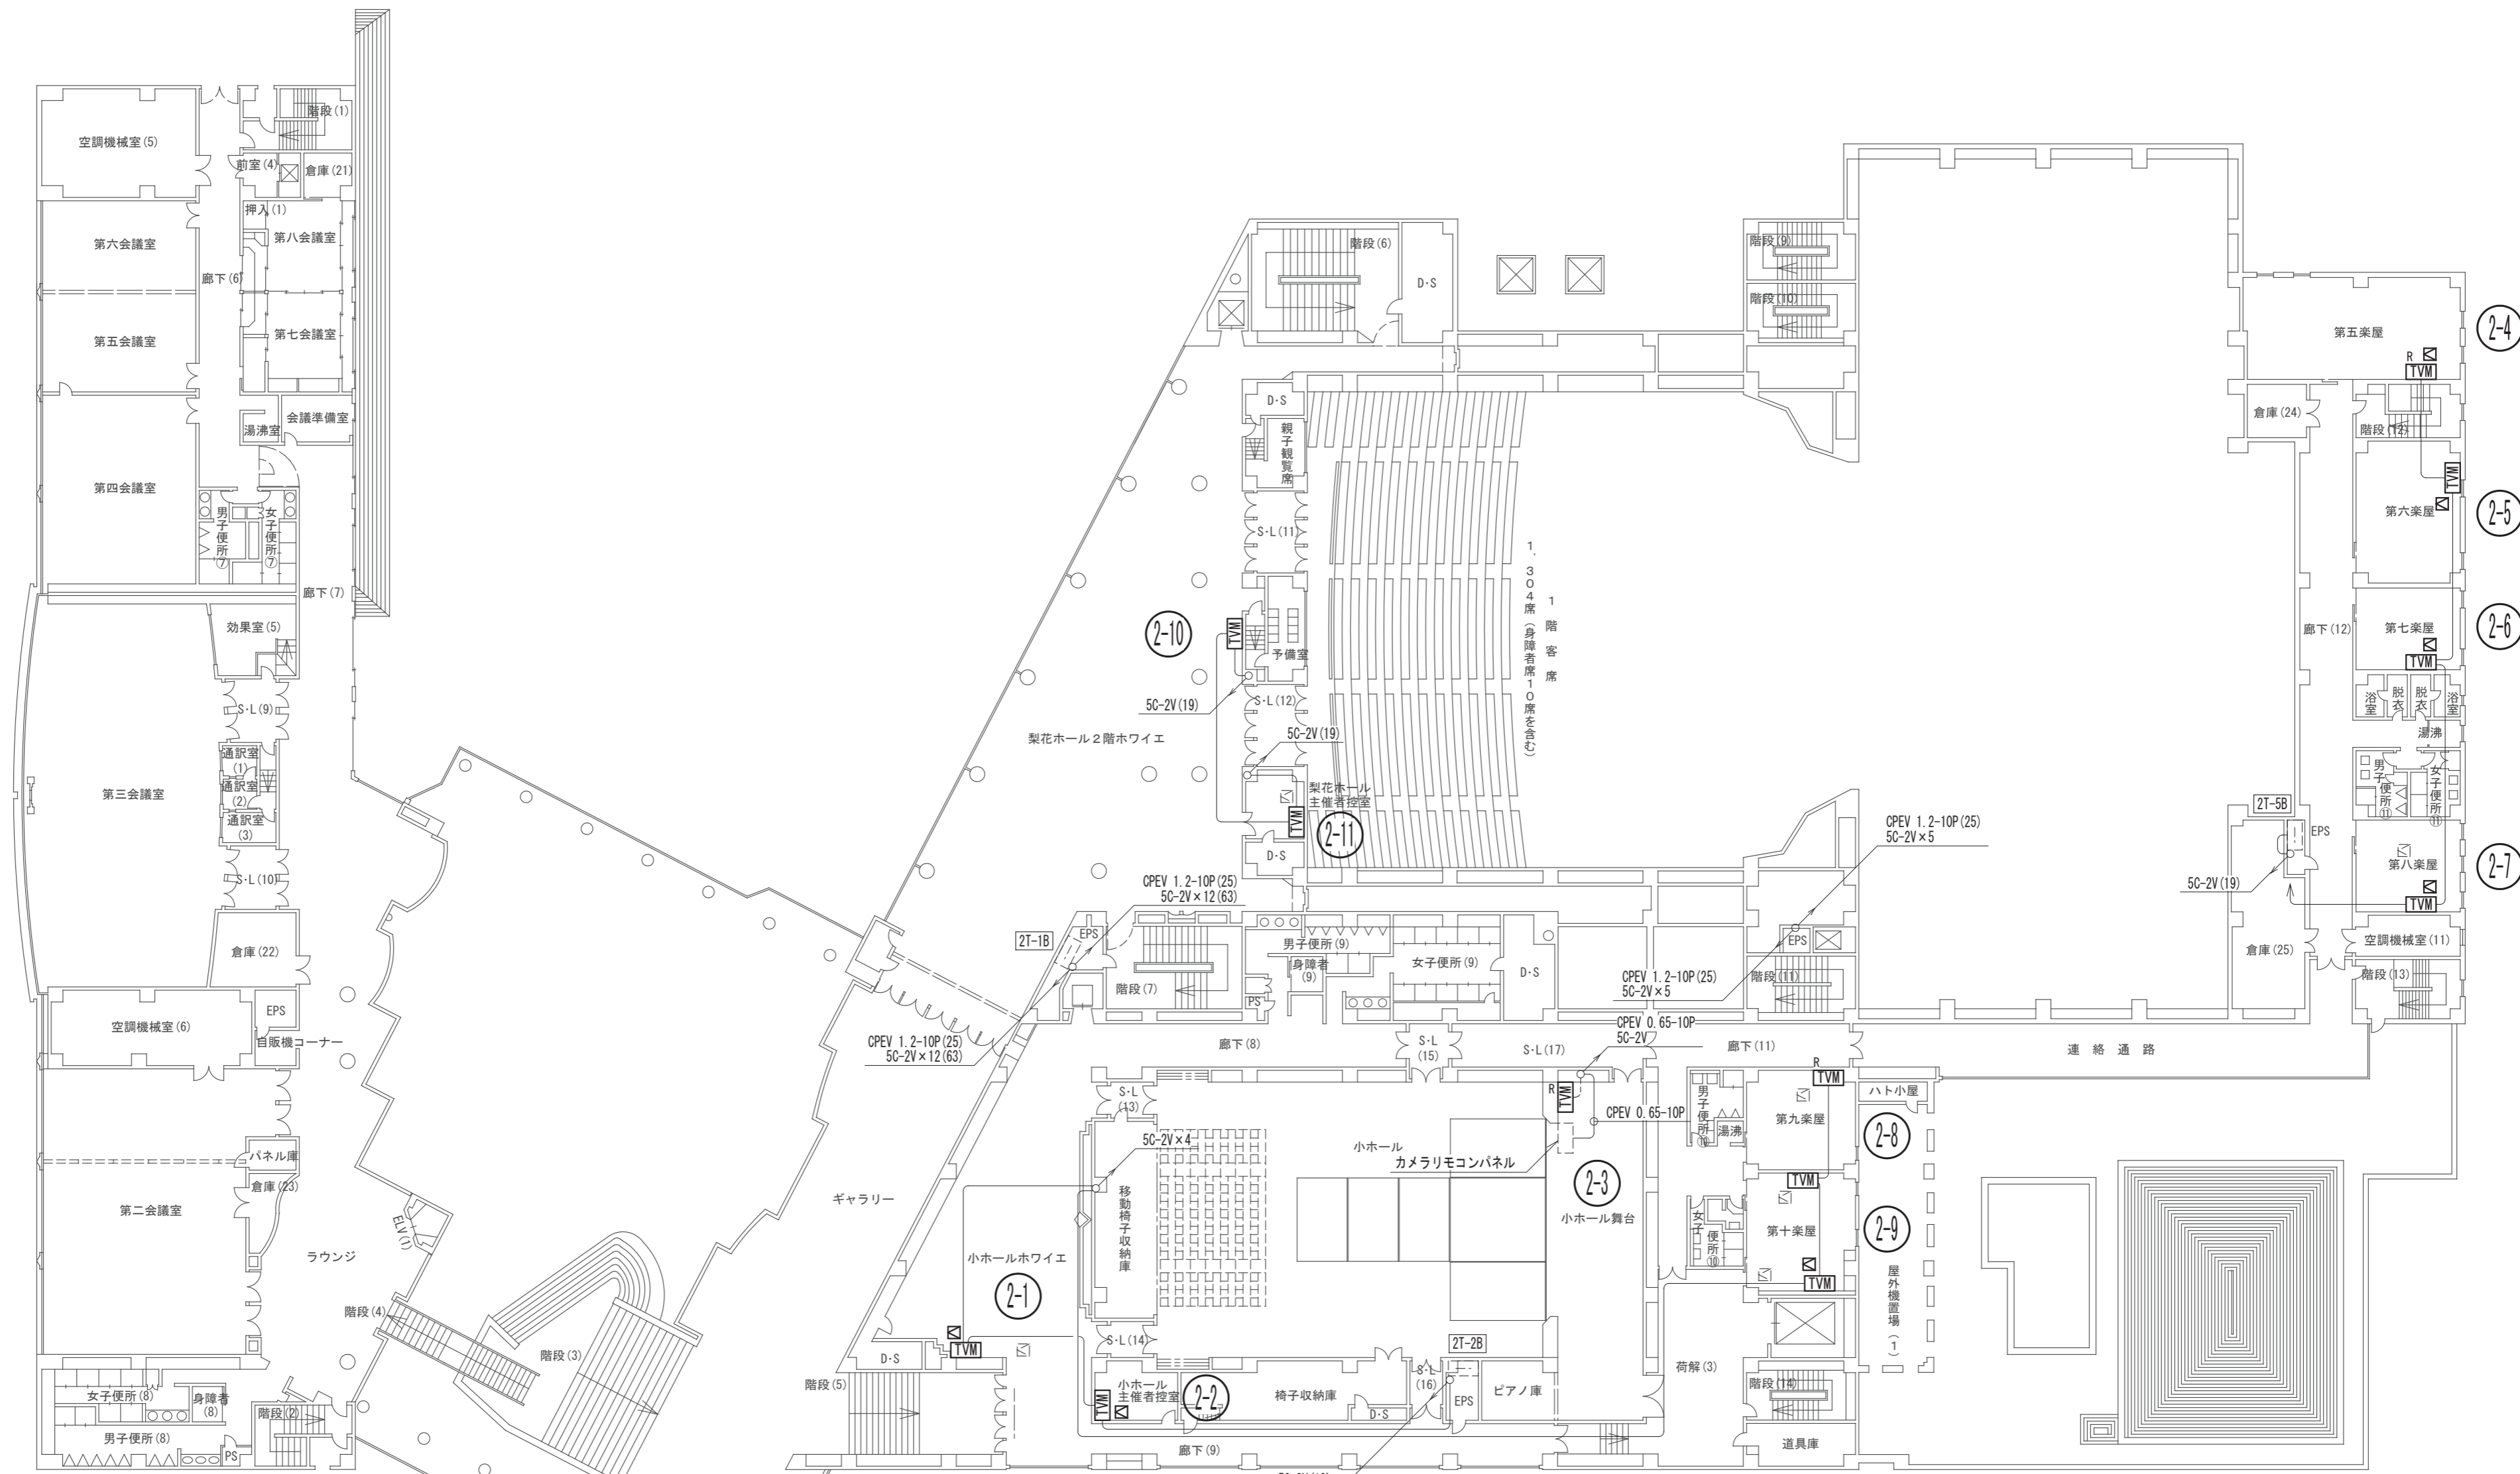 階段(1)
空調機械室(5)
前室(4)
倉庫(21)
押入(1)
第八会議室
第六会議室
廊下(6)
第七会議室
第五会議室
会議準備室
湯沸室
第四会議室
男子便所⑦
女子便所⑦
廊下(7)
効果室(5)
S·L(9)
通訳室
(1)
通訳室
(2)
通訳室
(3)
第三会議室
S·L(10)
倉庫(22)
EPS
空調機械室(6)
自販機コーナー
パネル庫
倉庫(23)
第二会議室
ELV(1)
ラウンジ
階段(4)
階段(3)
女子便所(8)
身障者
(8)
階段(2)
男子便所(8)
PS
階段(6)
D·S
階段(9)
階段(10)
D·S
親子観覧席
S·L(11)
1階客席
1,304席(身障者席10席を含む)
2-10
TVM
予備室
5C-2V(19)
S·L(12)
梨花ホール2階ホワイエ
5C-2V(19)
梨花ホール
主催者控室
TVM
2-11
D·S
CPEV 1.2-10P(25)
5C-2V×12(63)
2T-1B
EPS
階段(7)
CPEV 1.2-10P(25)
5C-2V×12(63)
男子便所(9)
身障者
(9)
女子便所(9)
PS
D·S
CPEV 1.2-10P(25)
5C-2V×5
EPS
階段(11)
CPEV 1.2-10P(25)
5C-2V×5
CPEV 0.65-10P
5C-2V
第五楽屋
R
TVM
2-4
倉庫(24)
階段(12)
TVM
第六楽屋
2-5
廊下(12)
第七楽屋
TVM
2-6
浴室
脱衣
脱衣
浴室
湯沸
男子便所⑪
女子便所⑪
2T-5B
EPS
5C-2V(19)
第八楽屋
TVM
2-7
倉庫(25)
空調機械室(11)
階段(13)
連絡通路
廊下(8)
S·L
(15)
S·L(17)
廊下(11)
S·L
(13)
5C-2V×4
移動椅子収納庫
小ホール
R
TVM
CPEV 0.65-10P
カメラリモコンパネル
2-3
小ホール舞台
男子便所⑩
湯沸
R
TVM
第九楽屋
ハト小屋
2-8
TVM
第十楽屋
2-9
女子便所⑩
TVM
屋外機置場(1)
ギャラリー
小ホールホワイエ
2-1
TVM
D·S
階段(5)
S·L(14)
小ホール
主催者控室
TVM
2-2
椅子収納庫
D·S
2T-2B
S·L
(16)
EPS
ピアノ庫
荷解(3)
階段(14)
道具庫
廊下(9)